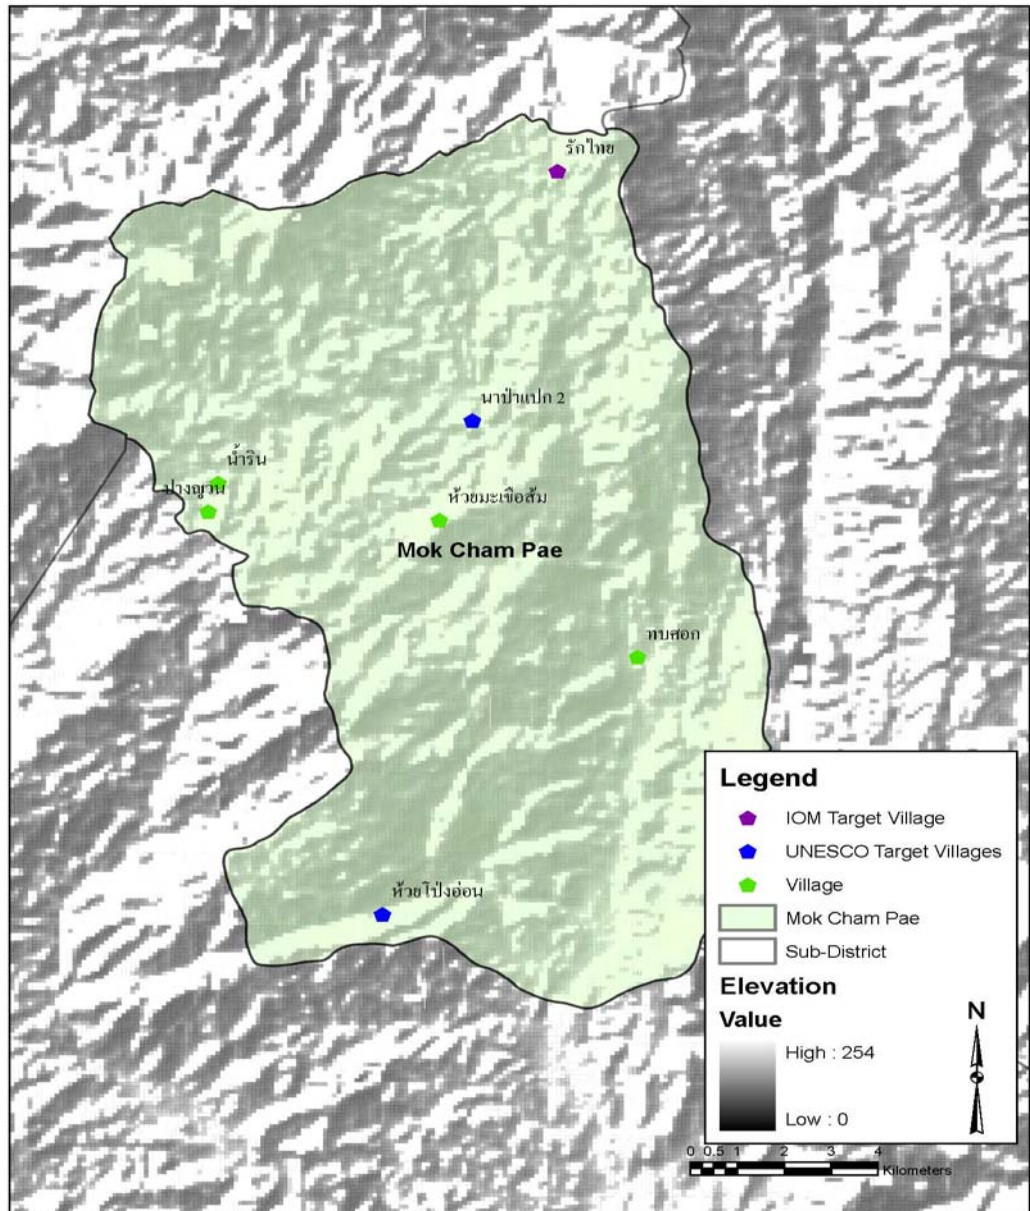 รักไทย
นาป่าแปก 2
น้ำริน
ปางญวน
ห้วยมะเขือส้ม
Mok Cham Pae
ทบศอก
ห้วยโป่งอ่อน
Legend
IOM Target Village
UNESCO Target Villages
Village
Mok Cham Pae
Sub-District
Elevation
Value
High : 254
Low : 0
N
0 0.5 1 2 3 4
Kilometers